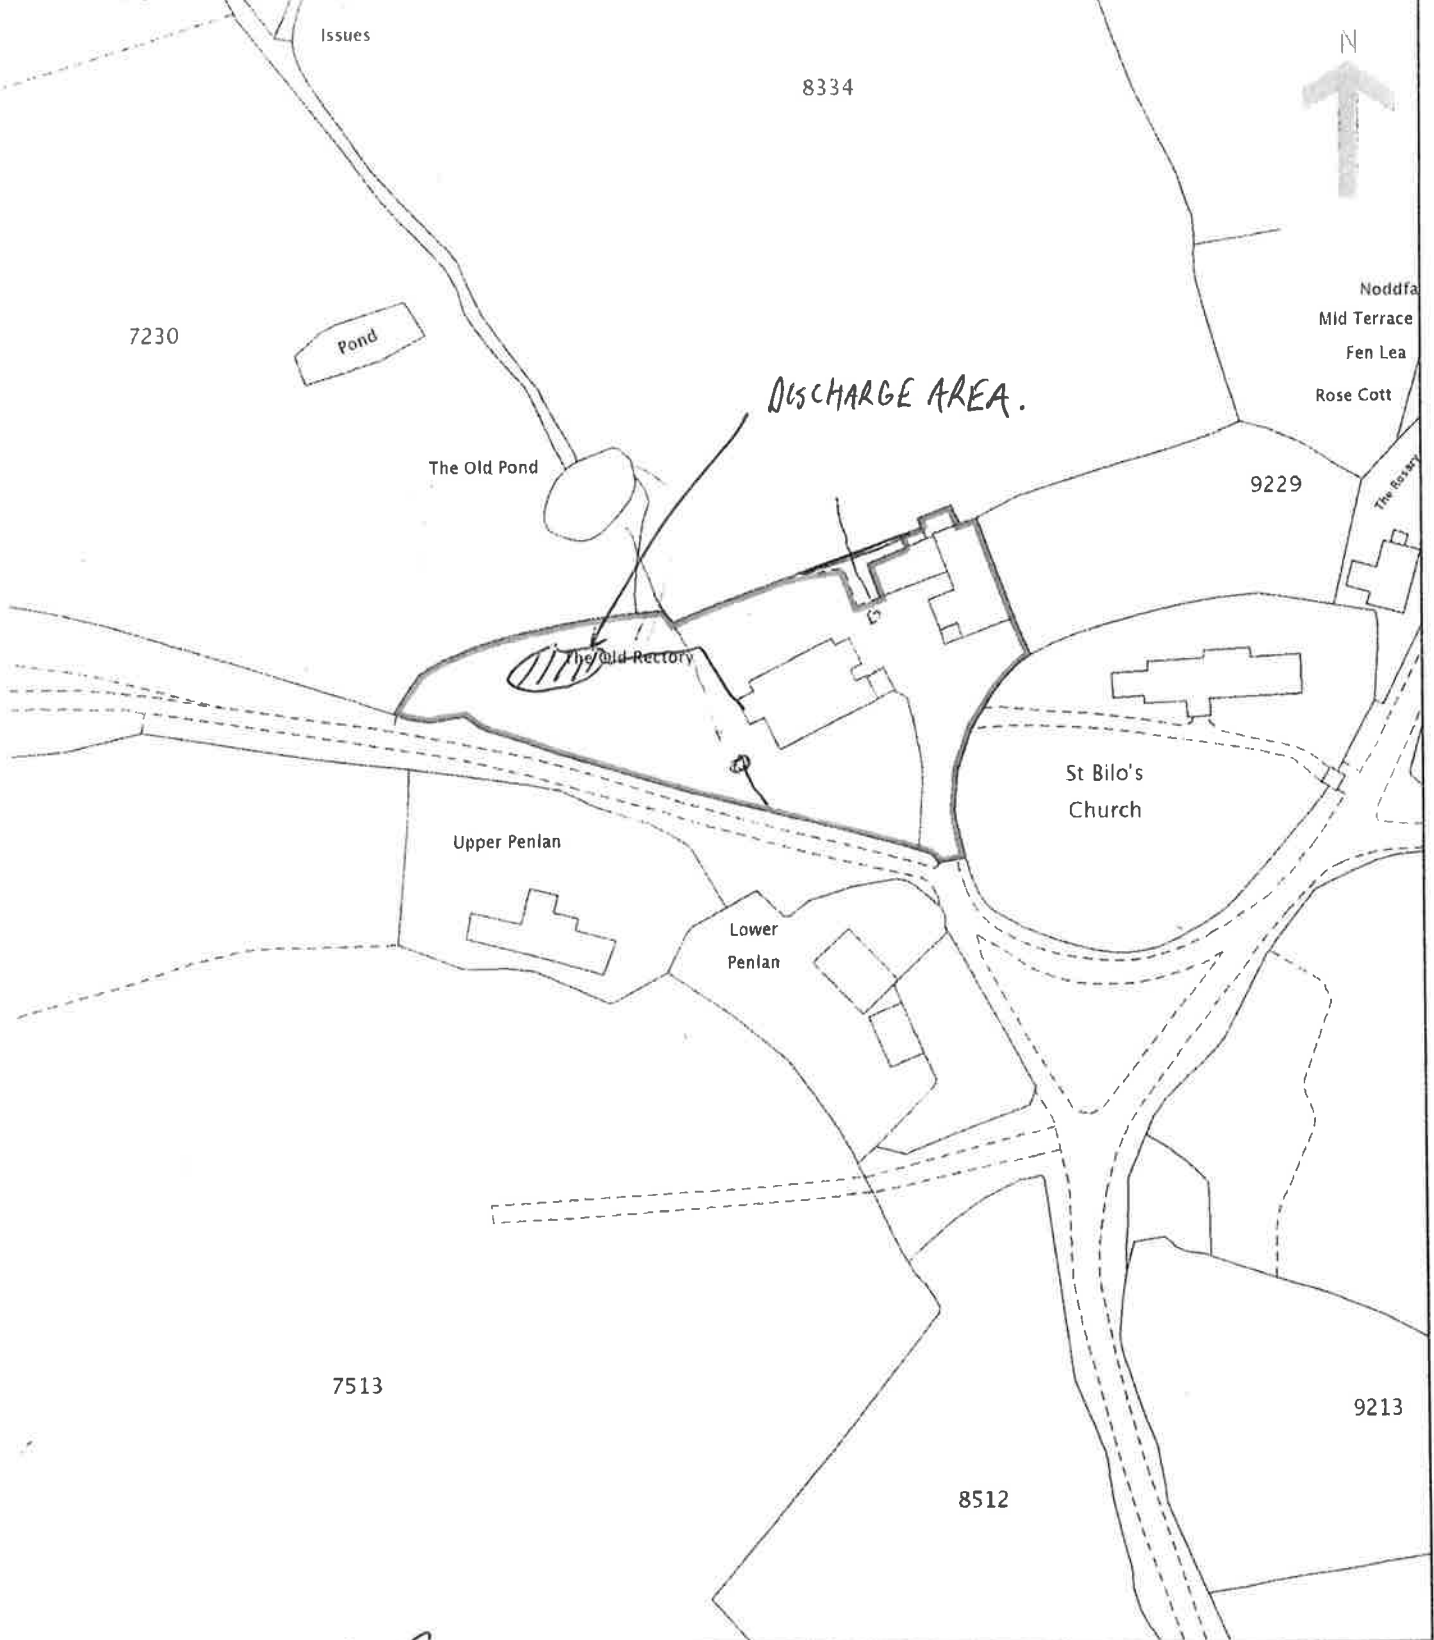 Issues
8334
N
Noddfa
Mid Terrace
Fen Lea
Rose Cott
7230
Pond
DISCHARGE AREA.
The Old Pond
9229
The Rosary
The Old Rectory
St Bilo's
Church
Upper Penlan
Lower
Penlan
7513
9213
8512